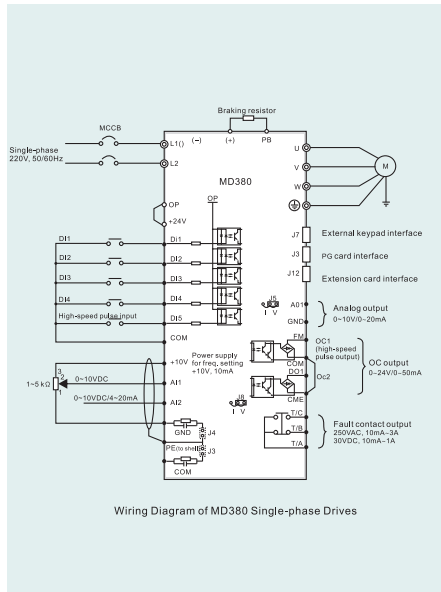 Braking resistor
MCCB
L1()
(−)
(+)
PB
U
Single-phase
220V, 50/60Hz
L2
V
M
MD380
W
OP
OP
+24V
J7
External keypad interface
DI1
Di1
J3
PG card interface
DI2
Di2
J12
Extension card interface
DI3
Di3
DI4
Di4
J5
I V
A01
Analog output
0~10V/0~20mA
High-speed pulse input
DI5
GND
COM
FM
OC1
(high-speed
pulse output)
+10V
Power supply
for freq, setting
+10V, 10mA
COM
OC output
0~24V/0~50mA
DO1
Oc2
1~5 kΩ
3
2
1
0~10VDC
AI1
0~10VDC/4~20mA
AI2
J8
I V
CME
T/C
Fault contact output
250VAC, 10mA~3A
30VDC, 10mA~1A
T/B
T/A
GND
J4
PE(to shell)
J3
COM
Wiring Diagram of MD380 Single-phase Drives